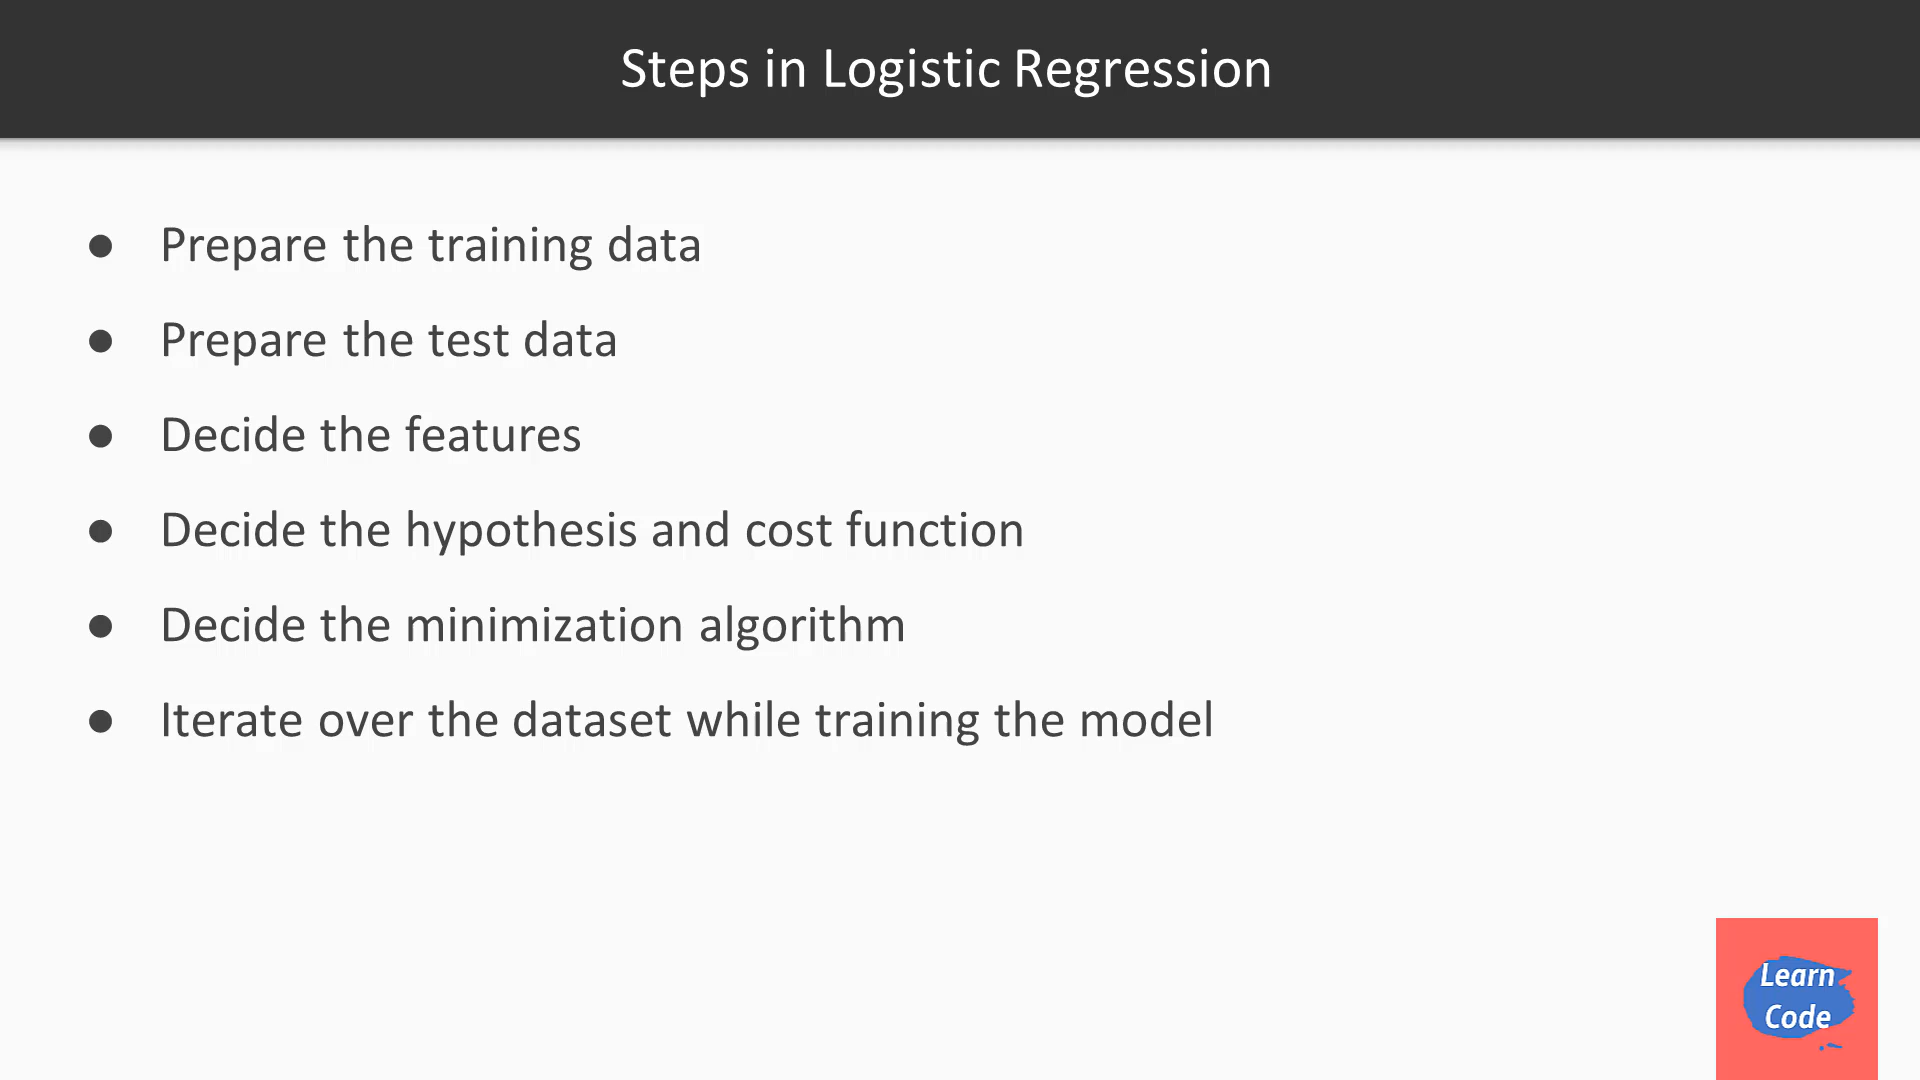 Steps in Logistic Regression
● Prepare the training data
● Prepare the test data
● Decide the features
● Decide the hypothesis and cost function
● Decide the minimization algorithm
● Iterate over the dataset while training the model
Learn
Code